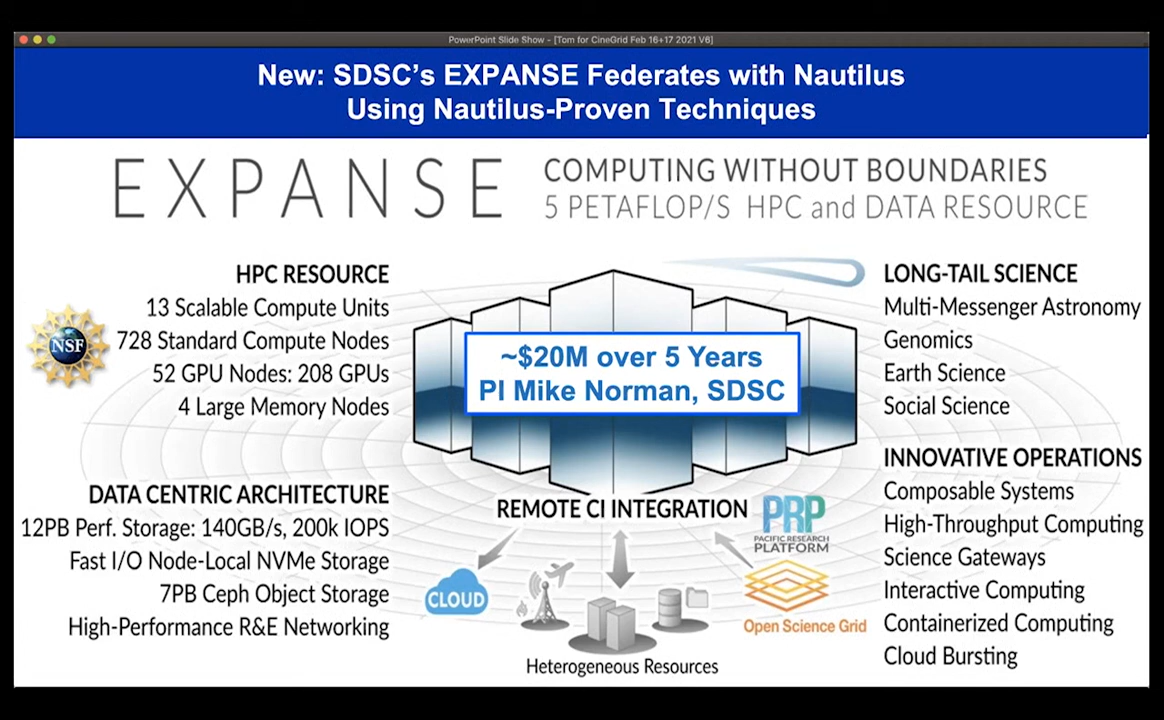 PowerPoint Slide Show - [Tom for CineGrid Feb 16+17 2021 V6]
New: SDSC’s EXPANSE Federates with Nautilus
Using Nautilus-Proven Techniques
EXPANSE
COMPUTING WITHOUT BOUNDARIES
5 PETAFLOP/S HPC and DATA RESOURCE
HPC RESOURCE
13 Scalable Compute Units
728 Standard Compute Nodes
52 GPU Nodes: 208 GPUs
4 Large Memory Nodes
NSF
DATA CENTRIC ARCHITECTURE
12PB Perf. Storage: 140GB/s, 200k IOPS
Fast I/O Node-Local NVMe Storage
7PB Ceph Object Storage
High-Performance R&E Networking
~$20M over 5 Years
PI Mike Norman, SDSC
REMOTE CI INTEGRATION
PRP
PACIFIC RESEARCH
PLATFORM
CLOUD
Open Science Grid
Heterogeneous Resources
LONG-TAIL SCIENCE
Multi-Messenger Astronomy
Genomics
Earth Science
Social Science
INNOVATIVE OPERATIONS
Composable Systems
High-Throughput Computing
Science Gateways
Interactive Computing
Containerized Computing
Cloud Bursting